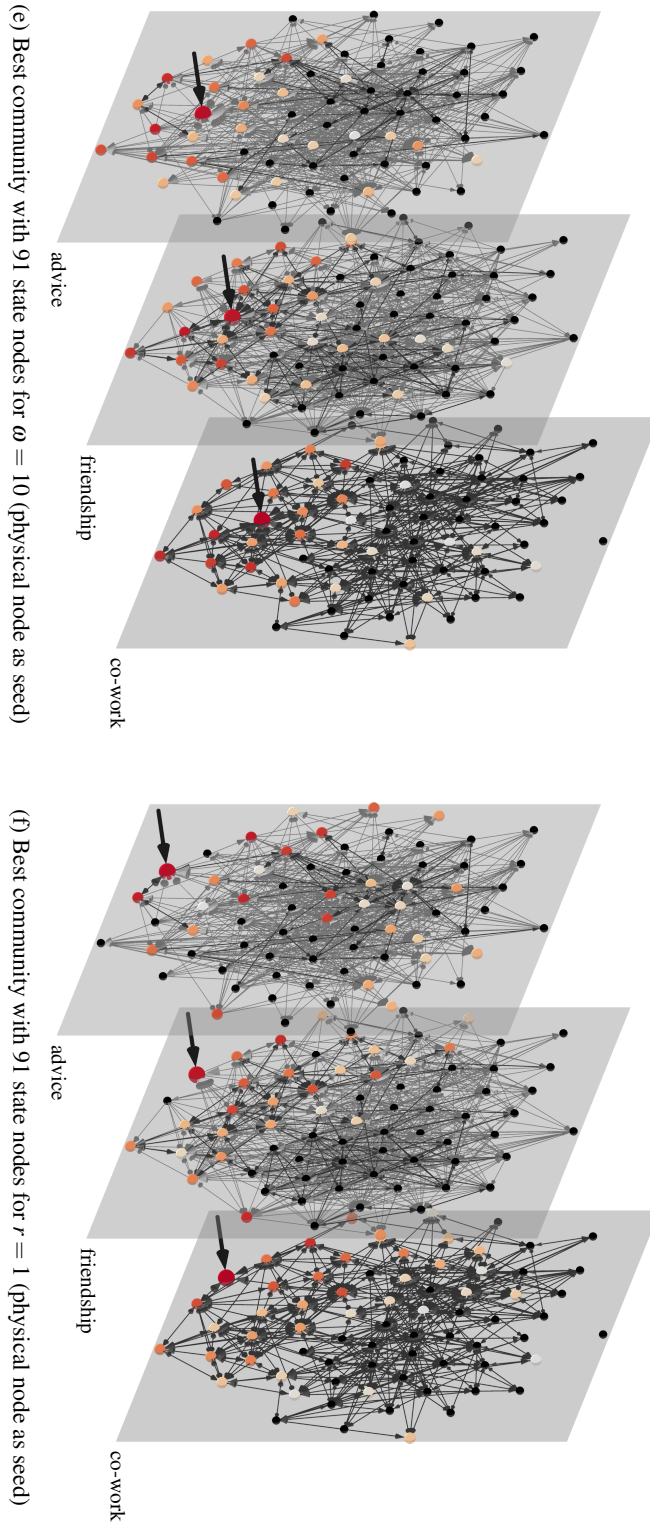 advice
friendship
co-work
(e) Best community with 91 state nodes for ω = 10 (physical node as seed)
advice
friendship
co-work
(f) Best community with 91 state nodes for r = 1 (physical node as seed)